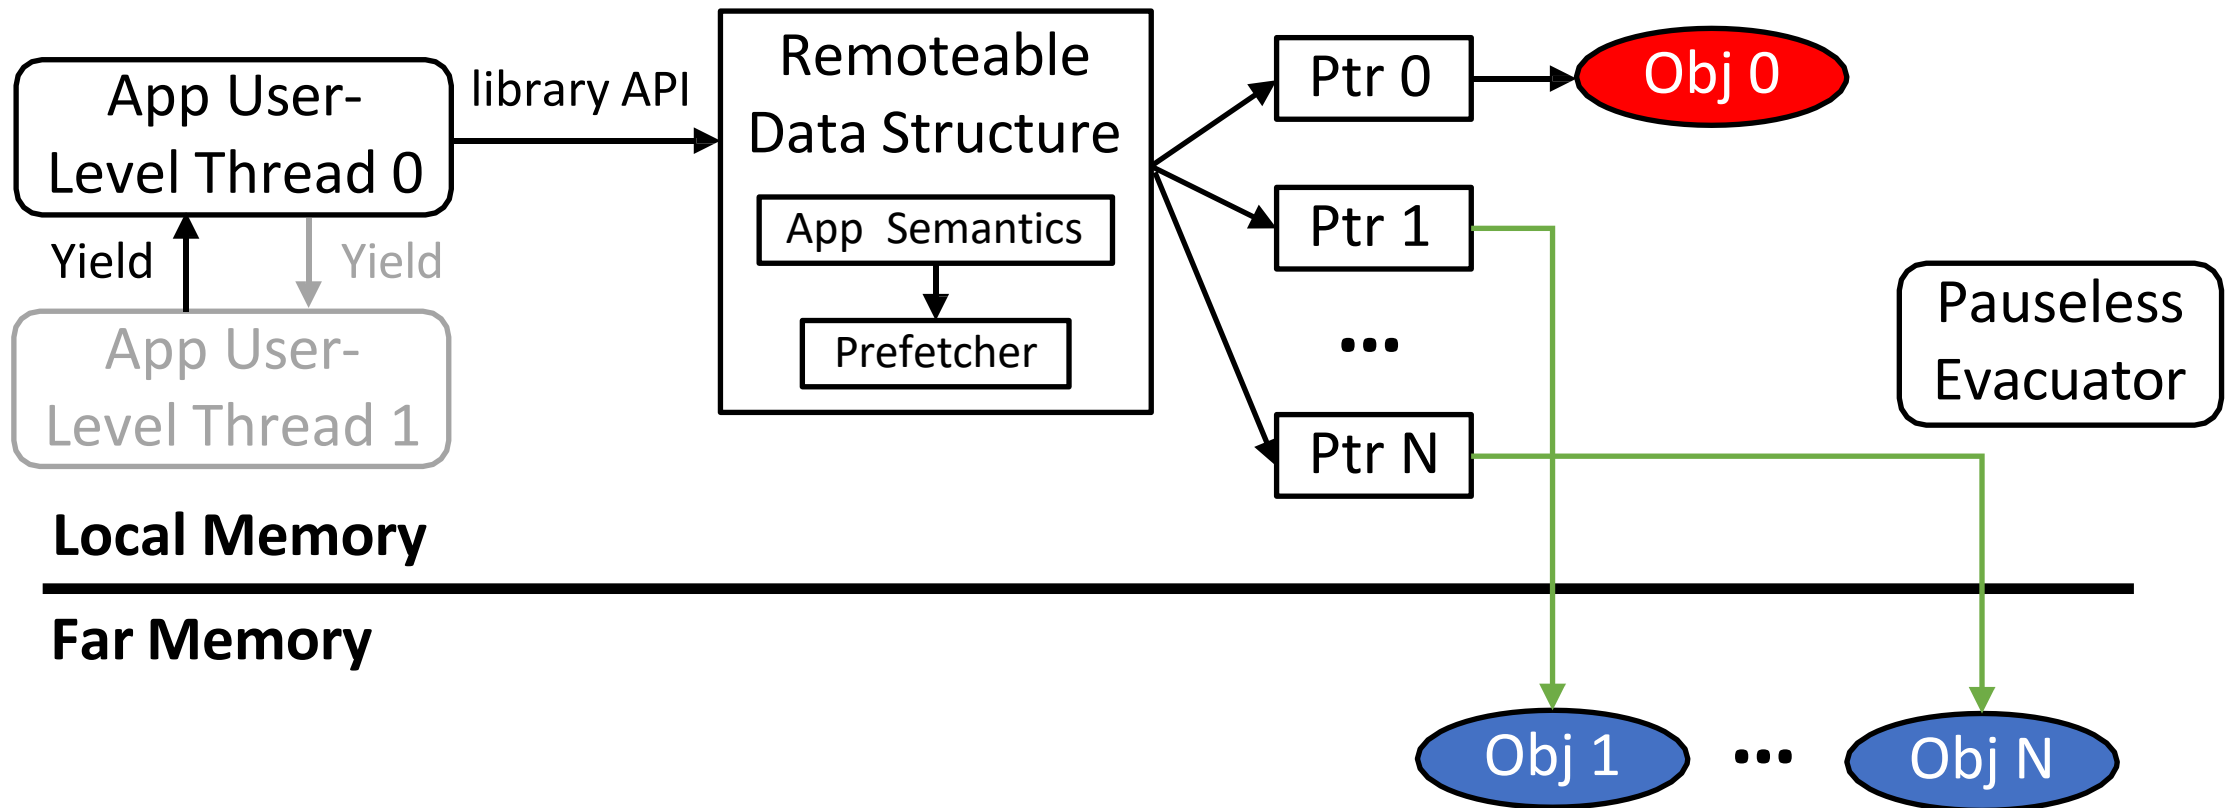 App User-
Level Thread 0
library API
Remoteable
Data Structure
App Semantics
Prefetcher
Ptr 0
Obj 0
Ptr 1
...
Ptr N
Yield
Yield
App User-
Level Thread 1
Pauseless
Evacuator
Local Memory
Far Memory
Obj 1
...
Obj N